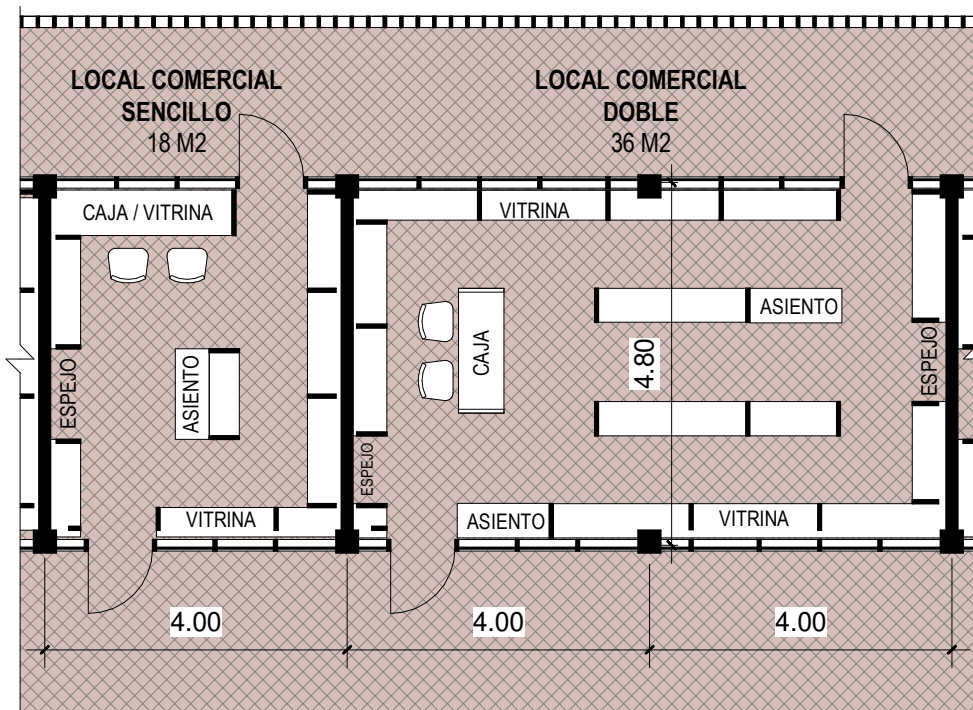 LOCAL COMERCIAL
SENCILLO
18 M2
LOCAL COMERCIAL
DOBLE
36 M2
CAJA / VITRINA
VITRINA
ASIENTO
CAJA
4.80
ESPEJO
ASIENTO
ESPEJO
ESPEJO
VITRINA
ASIENTO
VITRINA
4.00
4.00
4.00